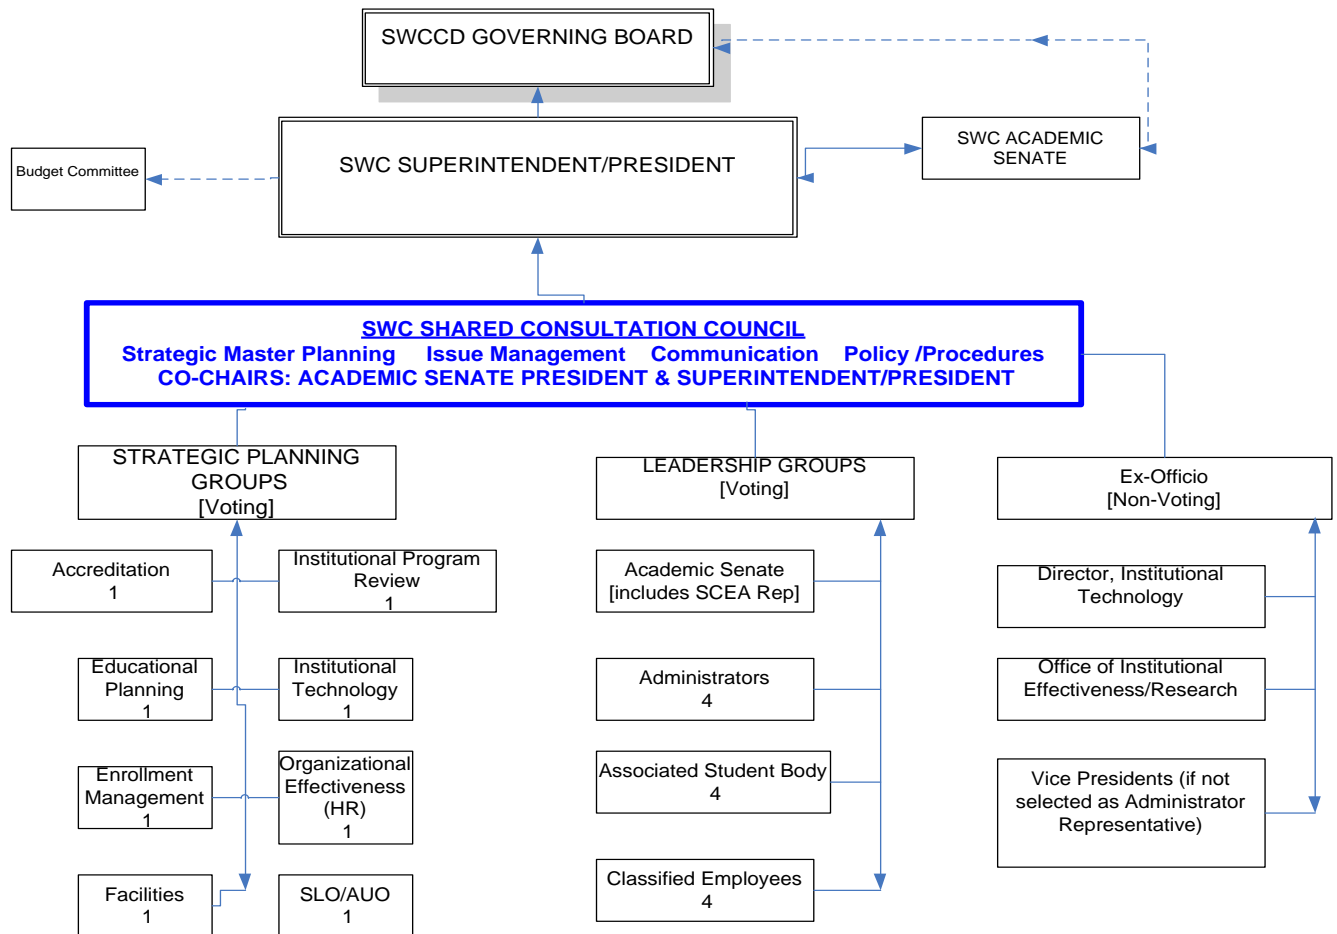 SWCCD GOVERNING BOARD
SWC ACADEMIC
SENATE
Budget Committee
SWC SUPERINTENDENT/PRESIDENT
SWC SHARED CONSULTATION COUNCIL
Strategic Master Planning Issue Management Communication Policy /Procedures
CO-CHAIRS: ACADEMIC SENATE PRESIDENT & SUPERINTENDENT/PRESIDENT
STRATEGIC PLANNING
GROUPS
[Voting]
Accreditation
1
Institutional Program
Review
1
Educational
Planning
1
Institutional
Technology
1
Enrollment
Management
1
Organizational
Effectiveness
(HR)
1
Facilities
1
SLO/AUO
1
LEADERSHIP GROUPS
[Voting]
Academic Senate
[includes SCEA Rep]
Administrators
4
Associated Student Body
4
Classified Employees
4
Ex-Officio
[Non-Voting]
Director, Institutional
Technology
Office of Institutional
Effectiveness/Research
Vice Presidents (if not
selected as Administrator
Representative)